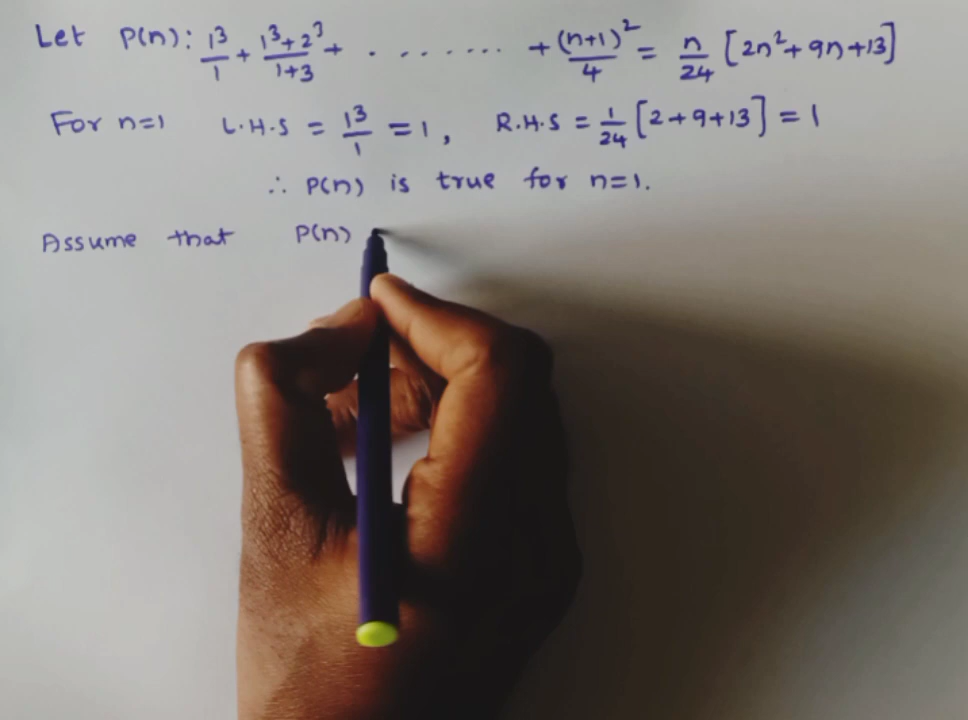 Let P(n): 1³/1 + (1³+2³)/(1+3) + . . . . . . . . . + (n+1)²/4 = n/24 [2n²+9n+13]
For n=1 L.H.S = 1³/1 = 1, R.H.S = 1/24 [2+9+13] = 1
∴ P(n) is true for n=1.
Assume that P(n)